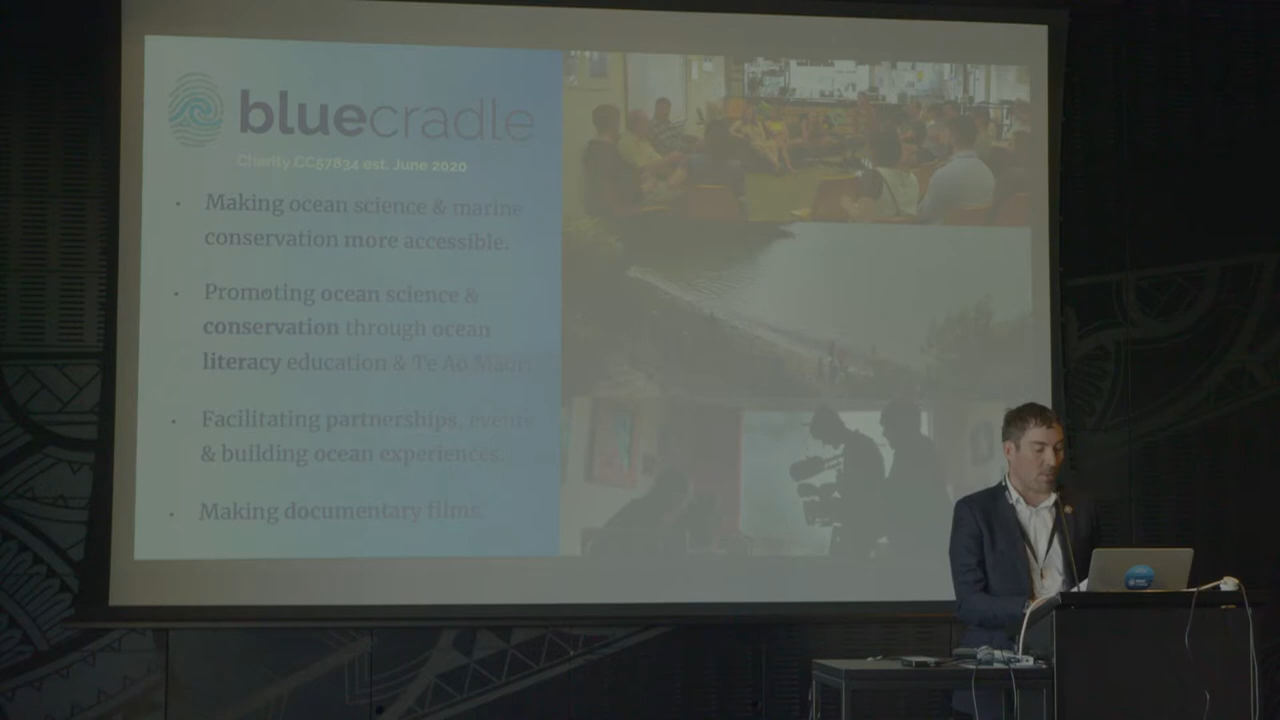 bluecradle
Charity CC57834 est. June 2020
Making ocean science & marine
conservation more accessible.
Promoting ocean science &
conservation through ocean
literacy education & Te Ao Māori
Facilitating partnerships, events
& building ocean experiences.
Making documentary films.